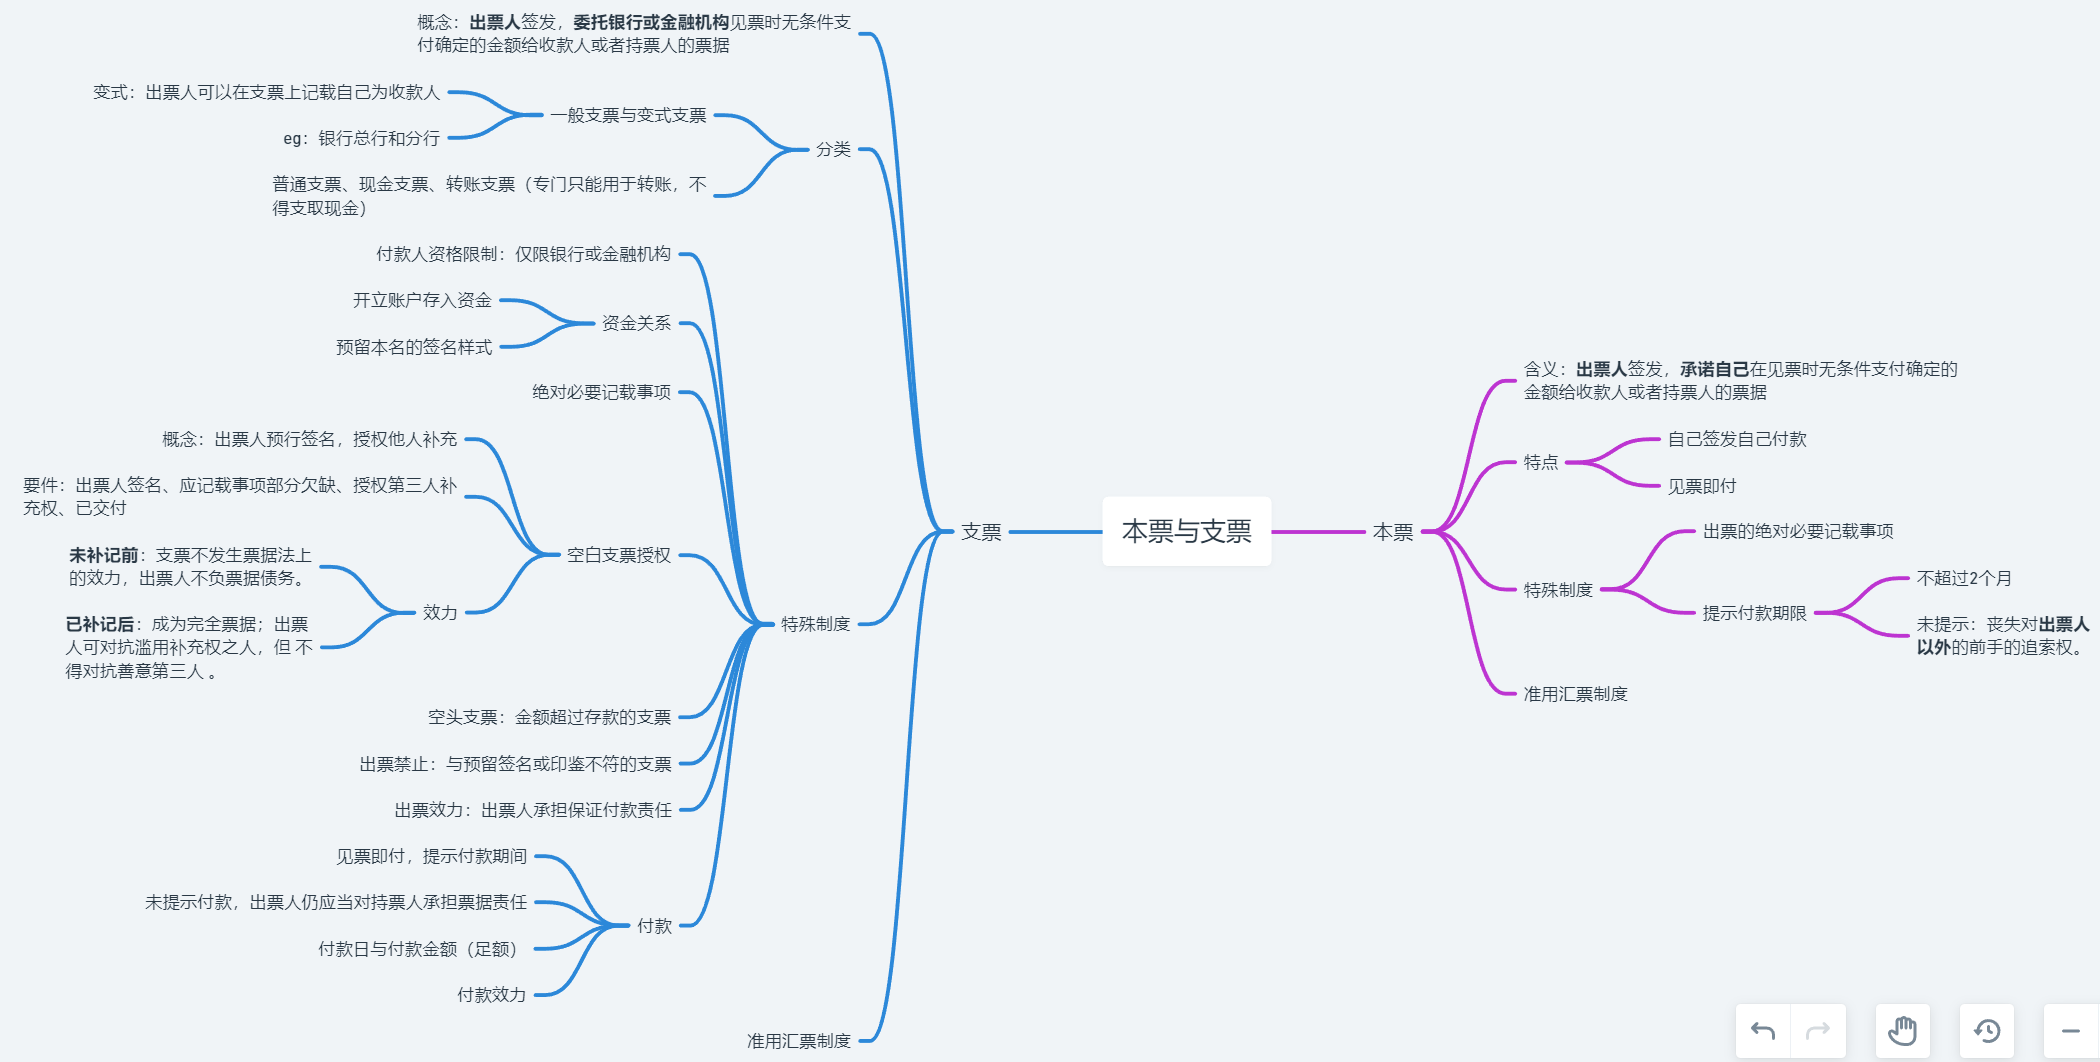 本票与支票
支票
概念：出票人签发，委托银行或金融机构见票时无条件支
付确定的金额给收款人或者持票人的票据
分类
一般支票与变式支票
变式：出票人可以在支票上记载自己为收款人
eg：银行总行和分行
普通支票、现金支票、转账支票（专门只能用于转账，不
得支取现金）
特殊制度
付款人资格限制：仅限银行或金融机构
资金关系
开立账户存入资金
预留本名的签名样式
绝对必要记载事项
空白支票授权
概念：出票人预行签名，授权他人补充
要件：出票人签名、应记载事项部分欠缺、授权第三人补
充权、已交付
效力
未补记前：支票不发生票据法上
的效力，出票人不负票据债务。
已补记后：成为完全票据；出票
人可对抗滥用补充权之人，但 不
得对抗善意第三人 。
空头支票：金额超过存款的支票
出票禁止：与预留签名或印鉴不符的支票
出票效力：出票人承担保证付款责任
付款
见票即付，提示付款期间
未提示付款，出票人仍应当对持票人承担票据责任
付款日与付款金额（足额）
付款效力
准用汇票制度
本票
含义：出票人签发，承诺自己在见票时无条件支付确定的
金额给收款人或者持票人的票据
特点
自己签发自己付款
见票即付
特殊制度
出票的绝对必要记载事项
提示付款期限
不超过2个月
未提示：丧失对出票人
以外的前手的追索权。
准用汇票制度